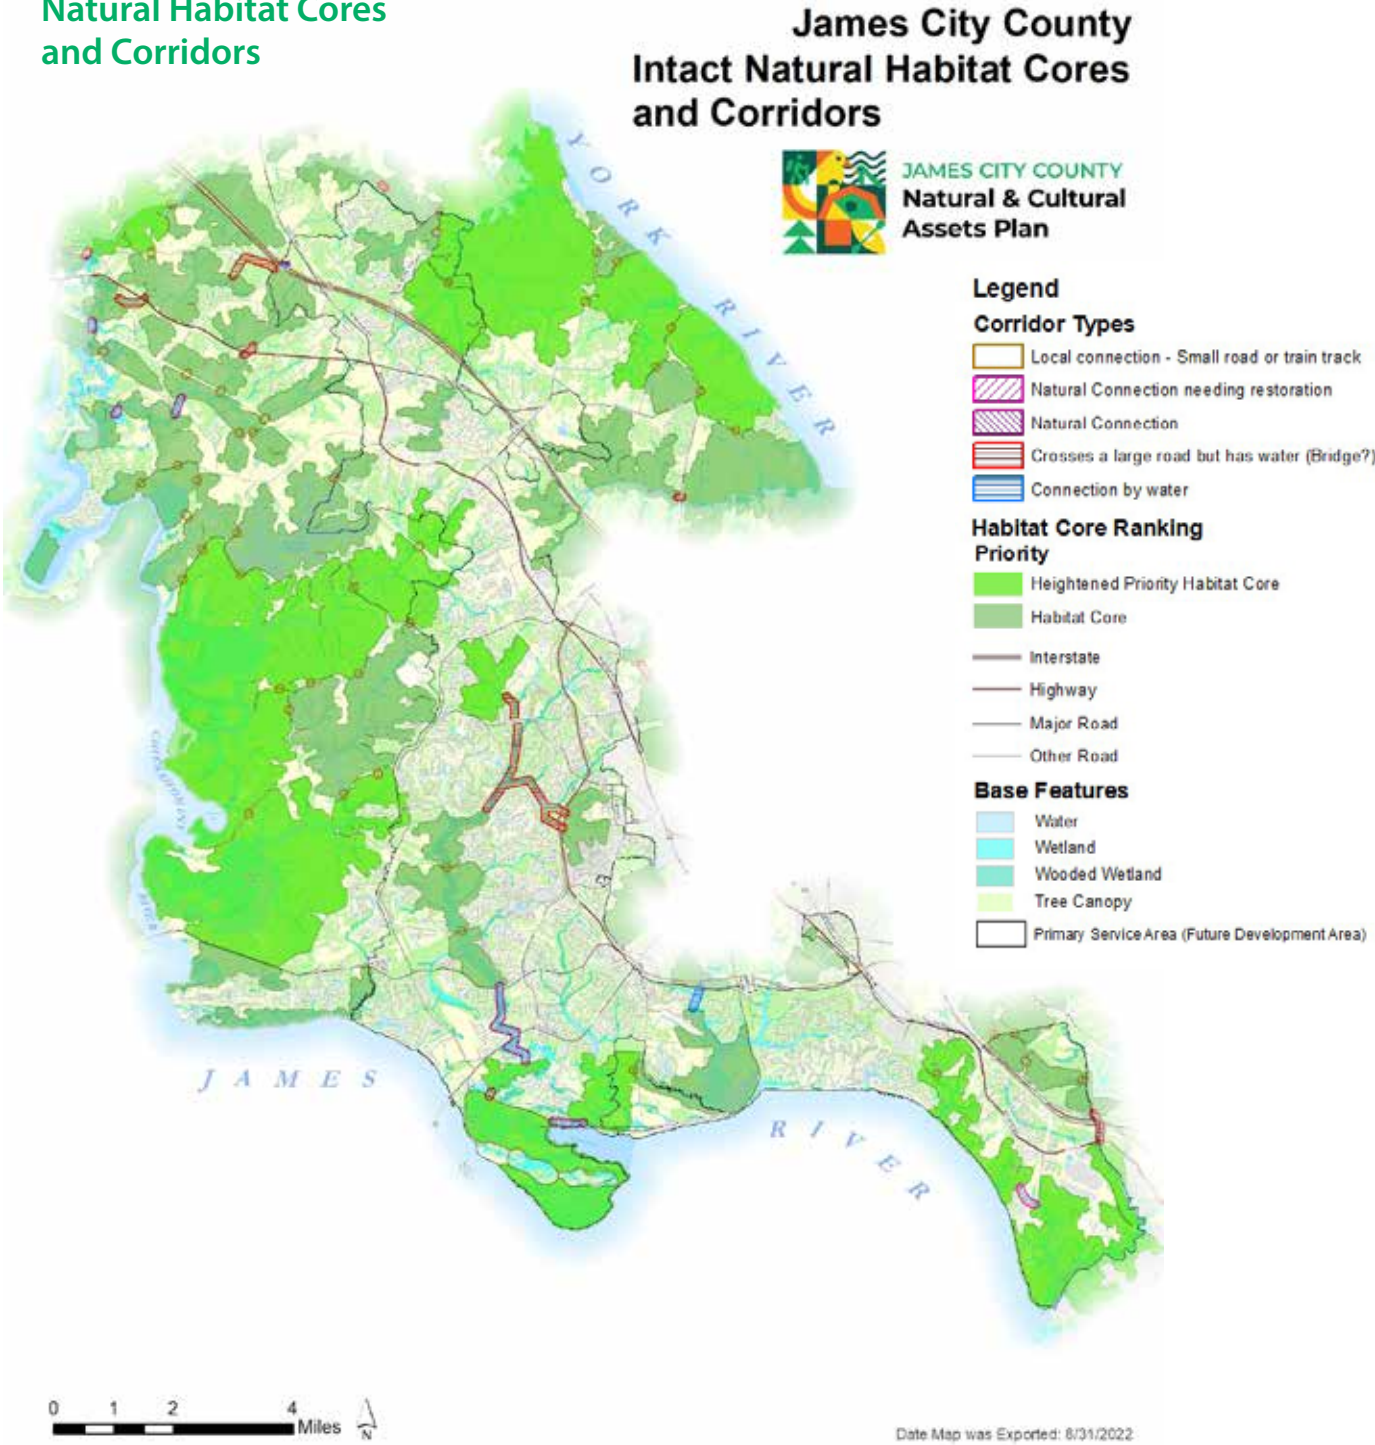 Natural Habitat Cores
and Corridors
James City County
Intact Natural Habitat Cores
and Corridors
JAMES CITY COUNTY
Natural & Cultural
Assets Plan
YORK RIVER
Legend
Corridor Types
Local connection - Small road or train track
Natural Connection needing restoration
Natural Connection
Crosses a large road but has water (Bridge?)
Connection by water
Habitat Core Ranking
Priority
Heightened Priority Habitat Core
Habitat Core
Interstate
Highway
Major Road
Other Road
Base Features
Water
Wetland
Wooded Wetland
Tree Canopy
Primary Service Area (Future Development Area)
RIVER
JAMES
RIVER
0 1 2 4
Miles
N
Date Map was Exported: 8/31/2022